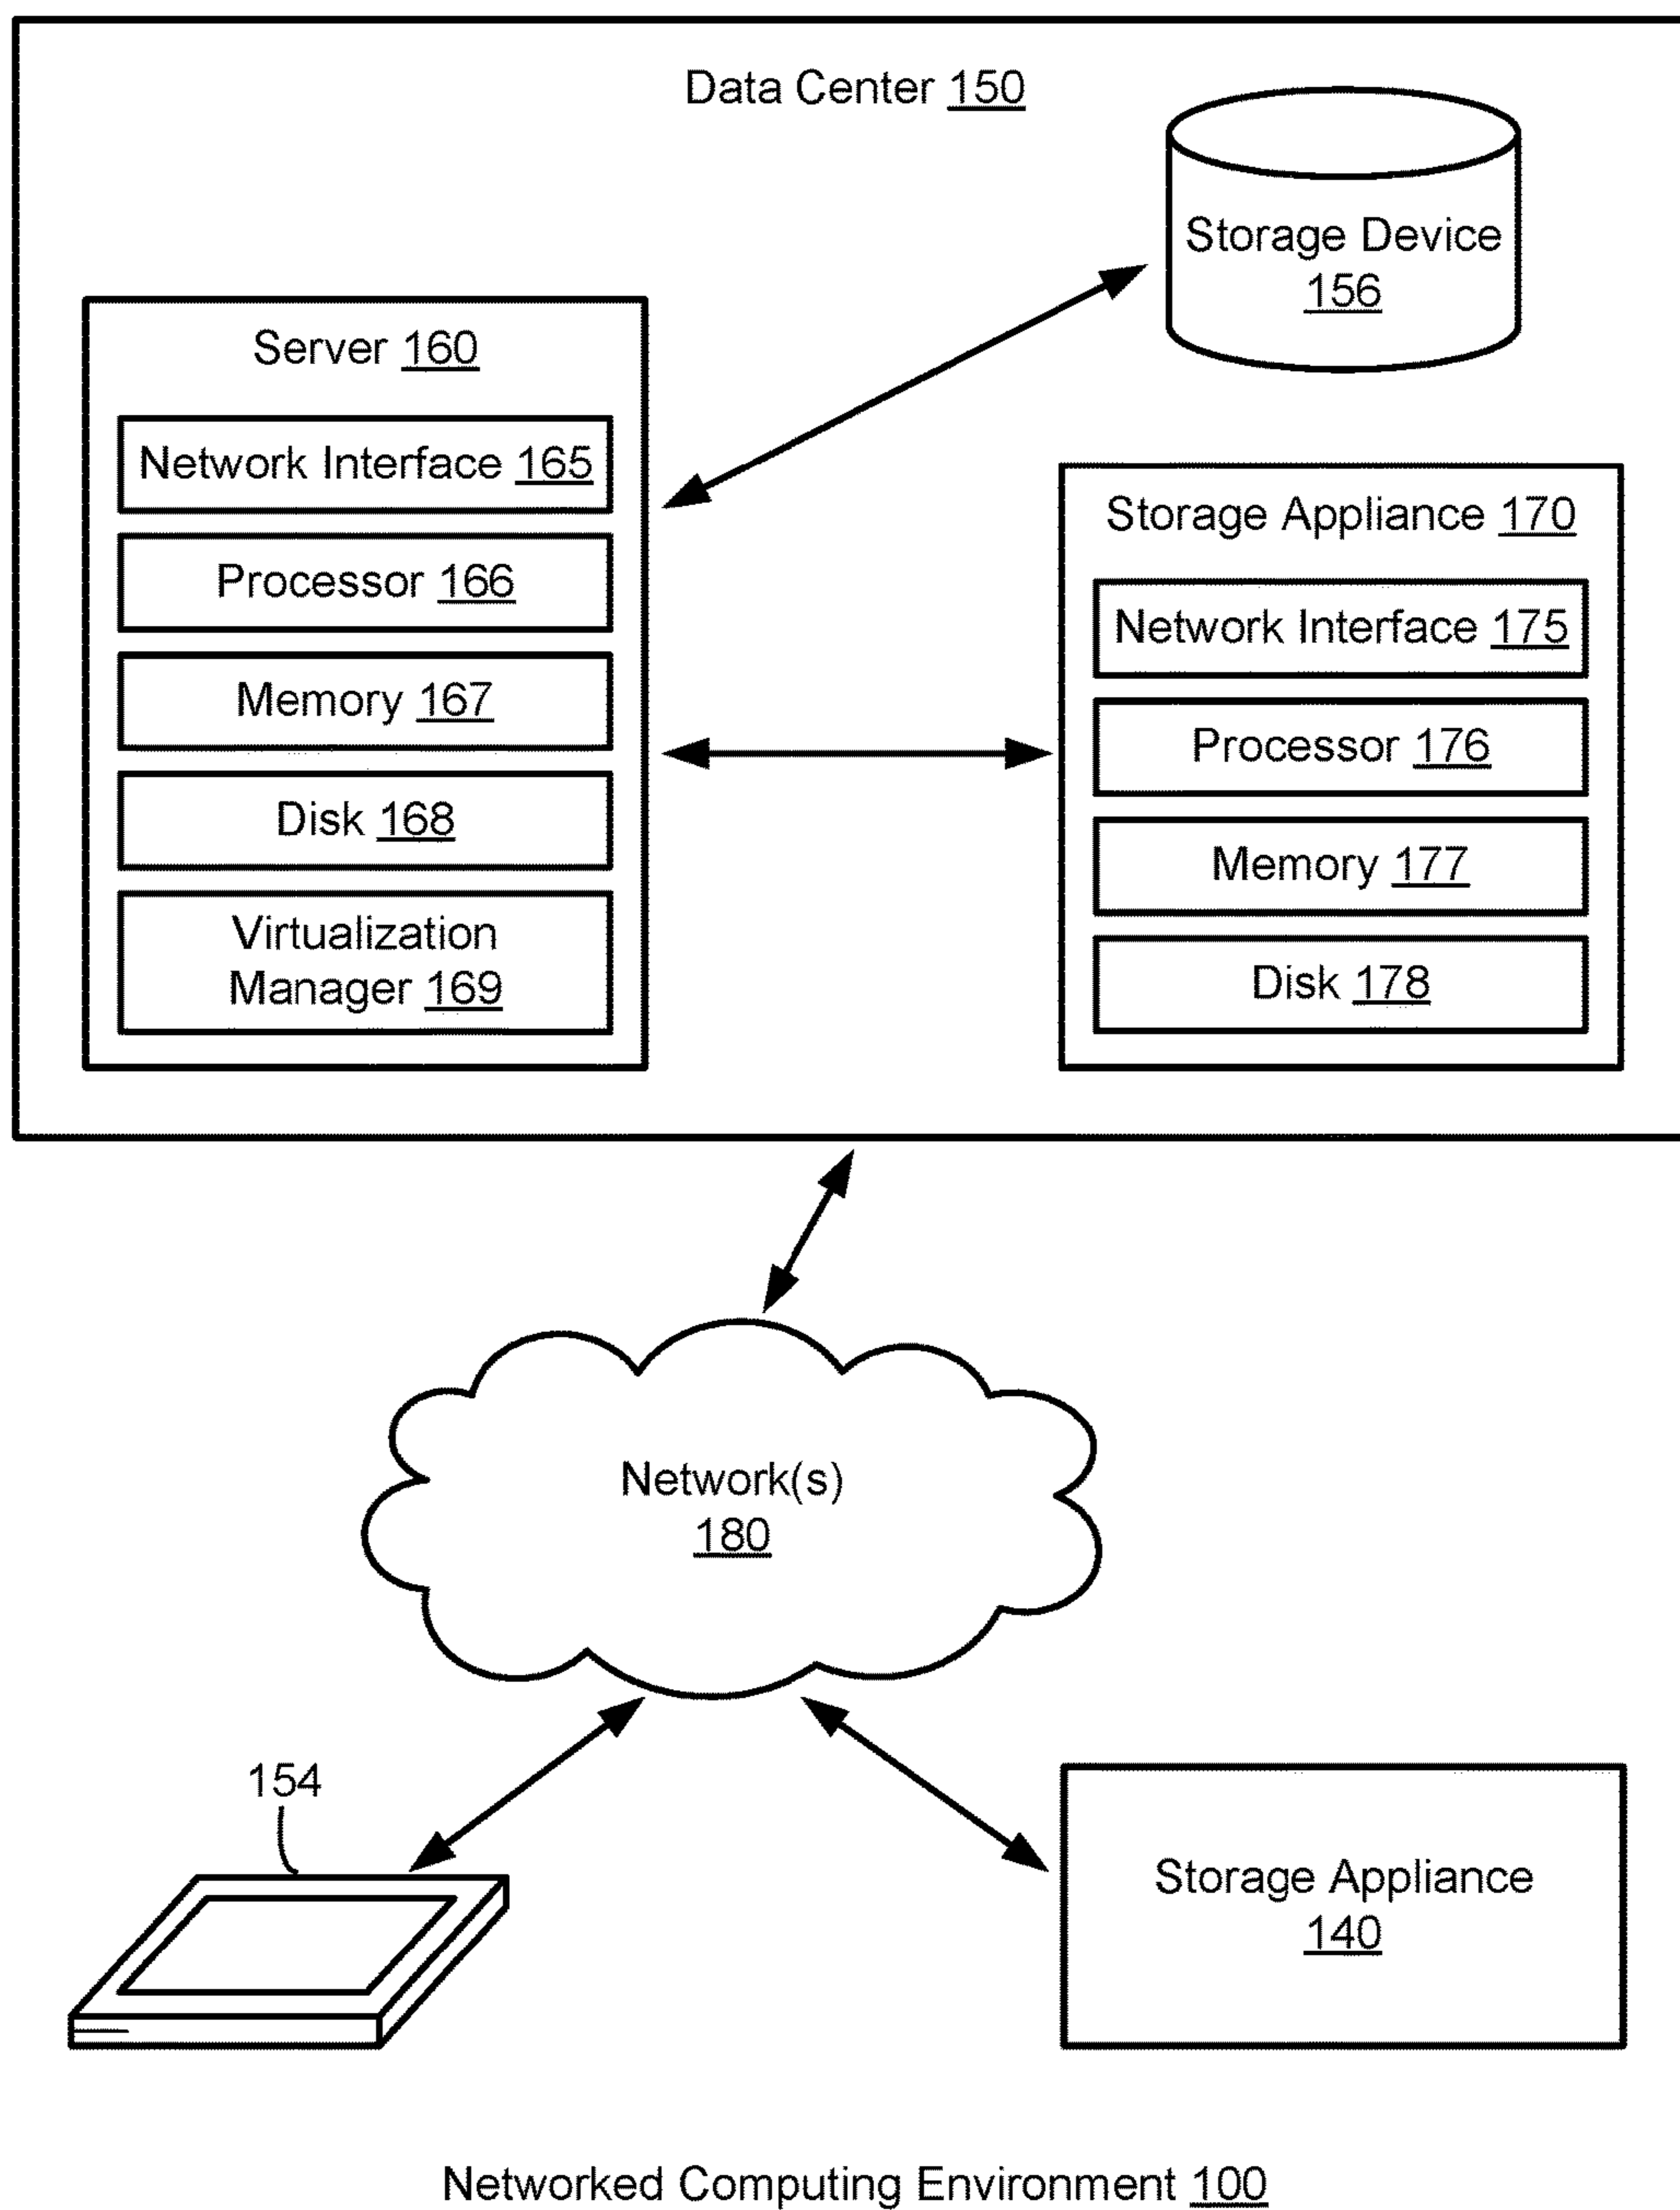 Data Center 150
Storage Device
156
Server 160
Network Interface 165
Processor 166
Memory 167
Disk 168
Virtualization
Manager 169
Storage Appliance 170
Network Interface 175
Processor 176
Memory 177
Disk 178
Network(s)
180
154
Storage Appliance
140
Networked Computing Environment 100